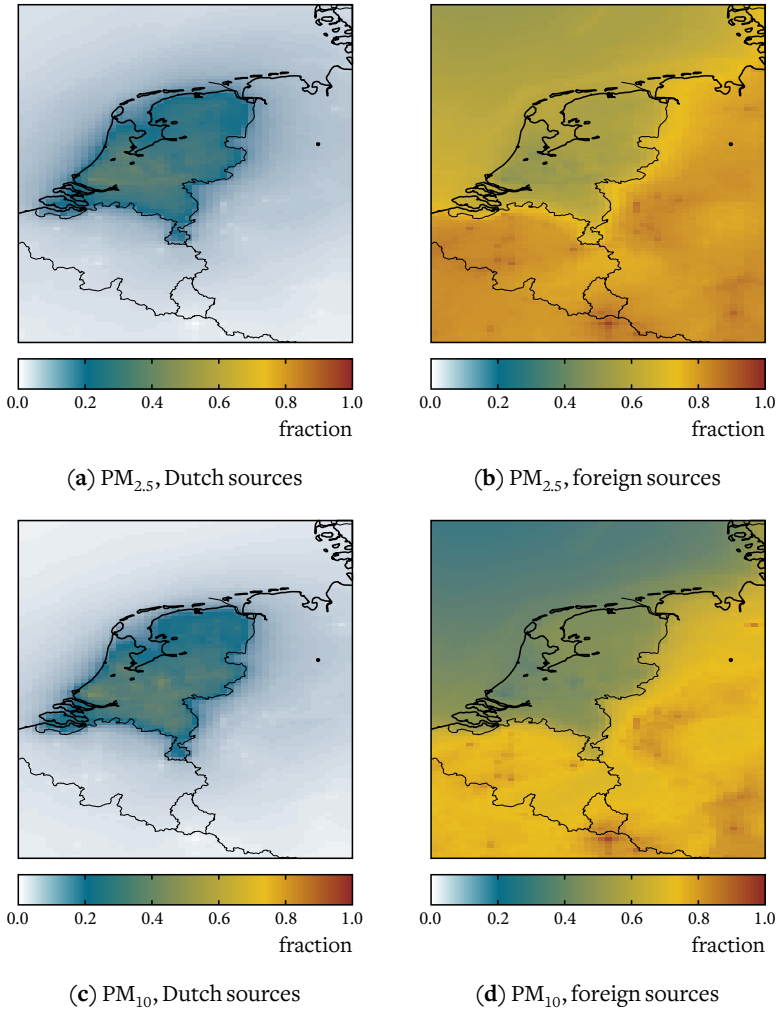 0.0 0.2 0.4 0.6 0.8 1.0
fraction
(a) PM2.5, Dutch sources
0.0 0.2 0.4 0.6 0.8 1.0
fraction
(b) PM2.5, foreign sources
0.0 0.2 0.4 0.6 0.8 1.0
fraction
(c) PM10, Dutch sources
0.0 0.2 0.4 0.6 0.8 1.0
fraction
(d) PM10, foreign sources